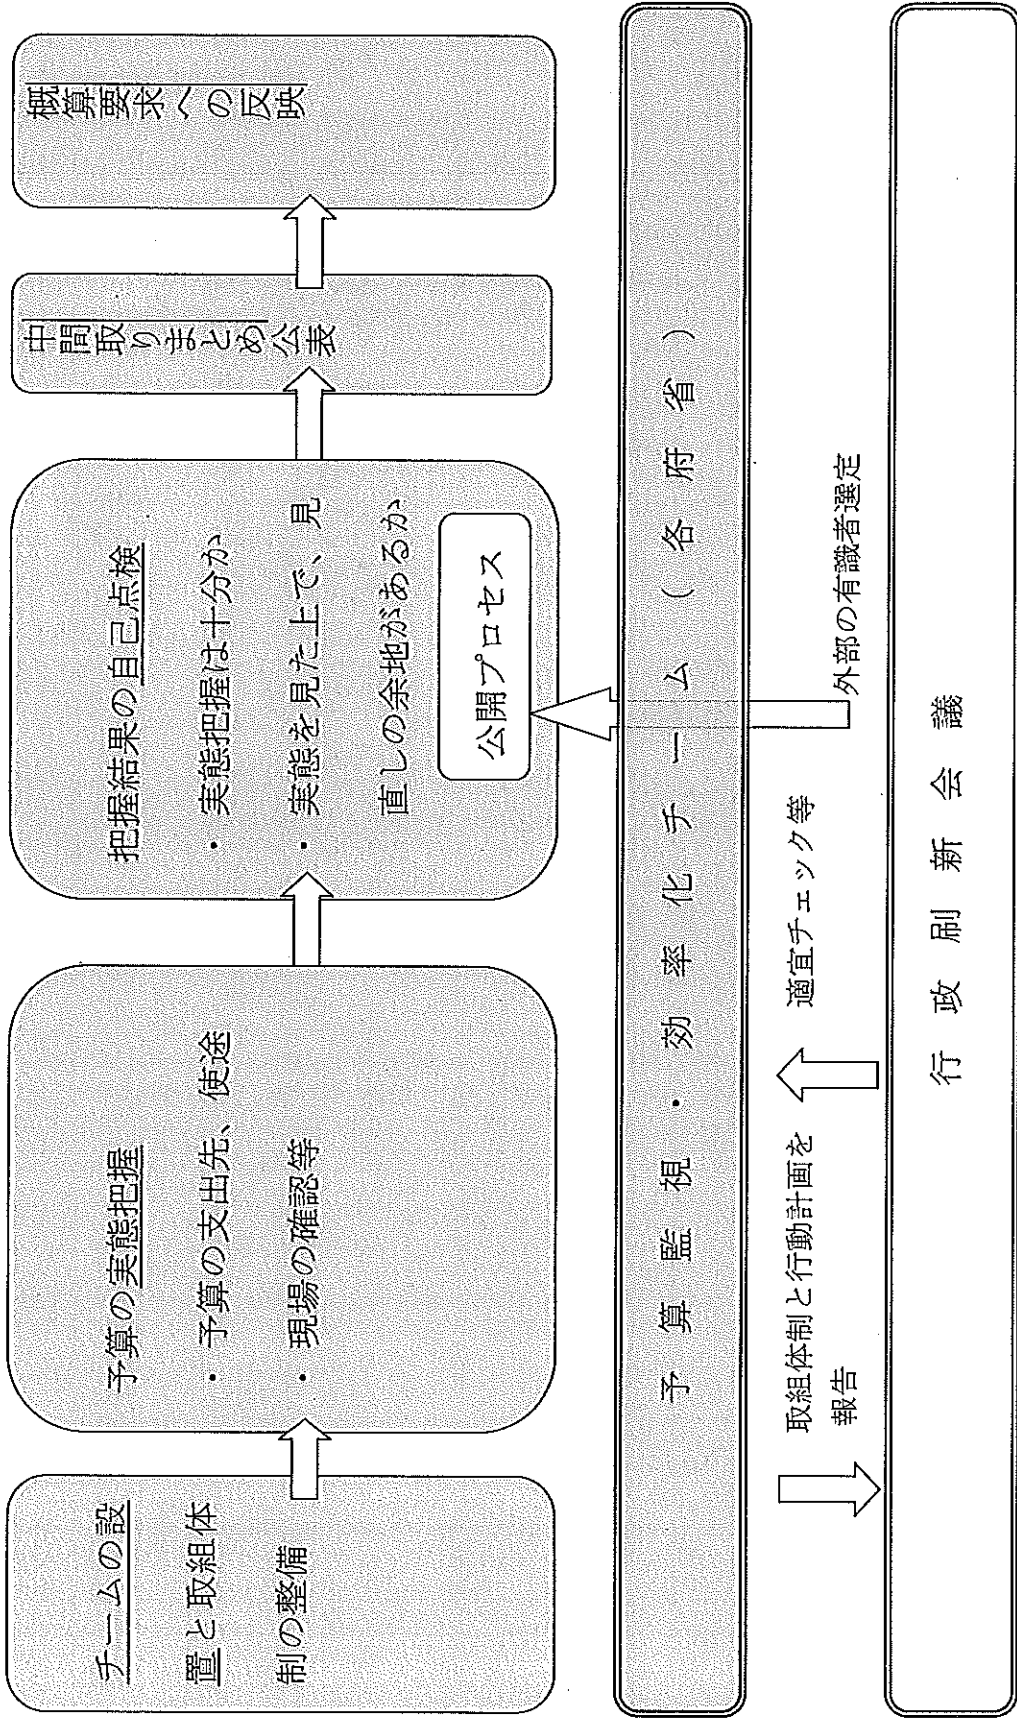 チームの設
置と取組体
制の整備
予算の実態把握
・ 予算の支出先、使途
・ 現場の確認等
把握結果の自己点検
・ 実態把握は十分か
・ 実態を見た上で、見
直しの余地があるか
公開プロセス
中間取りまとめ公表
概算要求への反映
予算監視・効率化チーム（各府省）
取組体制と行動計画を
報告
適宜チェック等
外部の有識者選定
行政刷新会議